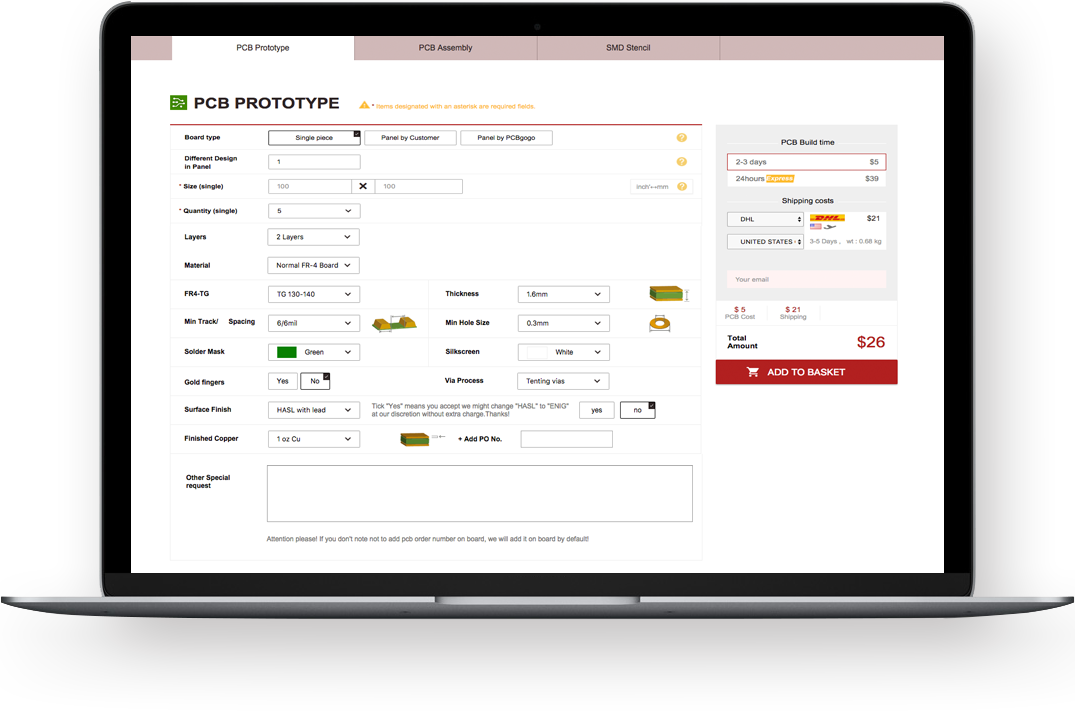 PCB Prototype
PCB Assembly
SMD Stencil
PCB PROTOTYPE
* Items designated with an asterisk are required fields.
Board type
Single piece
Panel by Customer
Panel by PCBgogo
?
Different Design
in Panel
1
?
* Size (single)
100
100
inch↔mm
?
* Quantity (single)
5
Layers
2 Layers
Material
Normal FR-4 Board
FR4-TG
TG 130-140
Thickness
1.6mm
Min Track/ Spacing
6/6mil
Min Hole Size
0.3mm
Solder Mask
Green
Silkscreen
White
Gold fingers
Yes
No
Via Process
Tenting vias
Surface Finish
HASL with lead
Tick "Yes" means you accept we might change "HASL" to "ENIG"
at our discretion without extra charge.Thanks!
yes
no
Finished Copper
1 oz Cu
+ Add PO No.
Other Special
request
Attention please! If you don't note not to add pcb order number on board, we will add it on board by default!
PCB Build time
2-3 days $5
24hours Express $39
Shipping costs
DHL
DHL
$21
UNITED STATES
3-5 Days , wt : 0.68 kg
Your email
$ 5
PCB Cost
$ 21
Shipping
Total
Amount
$26
ADD TO BASKET